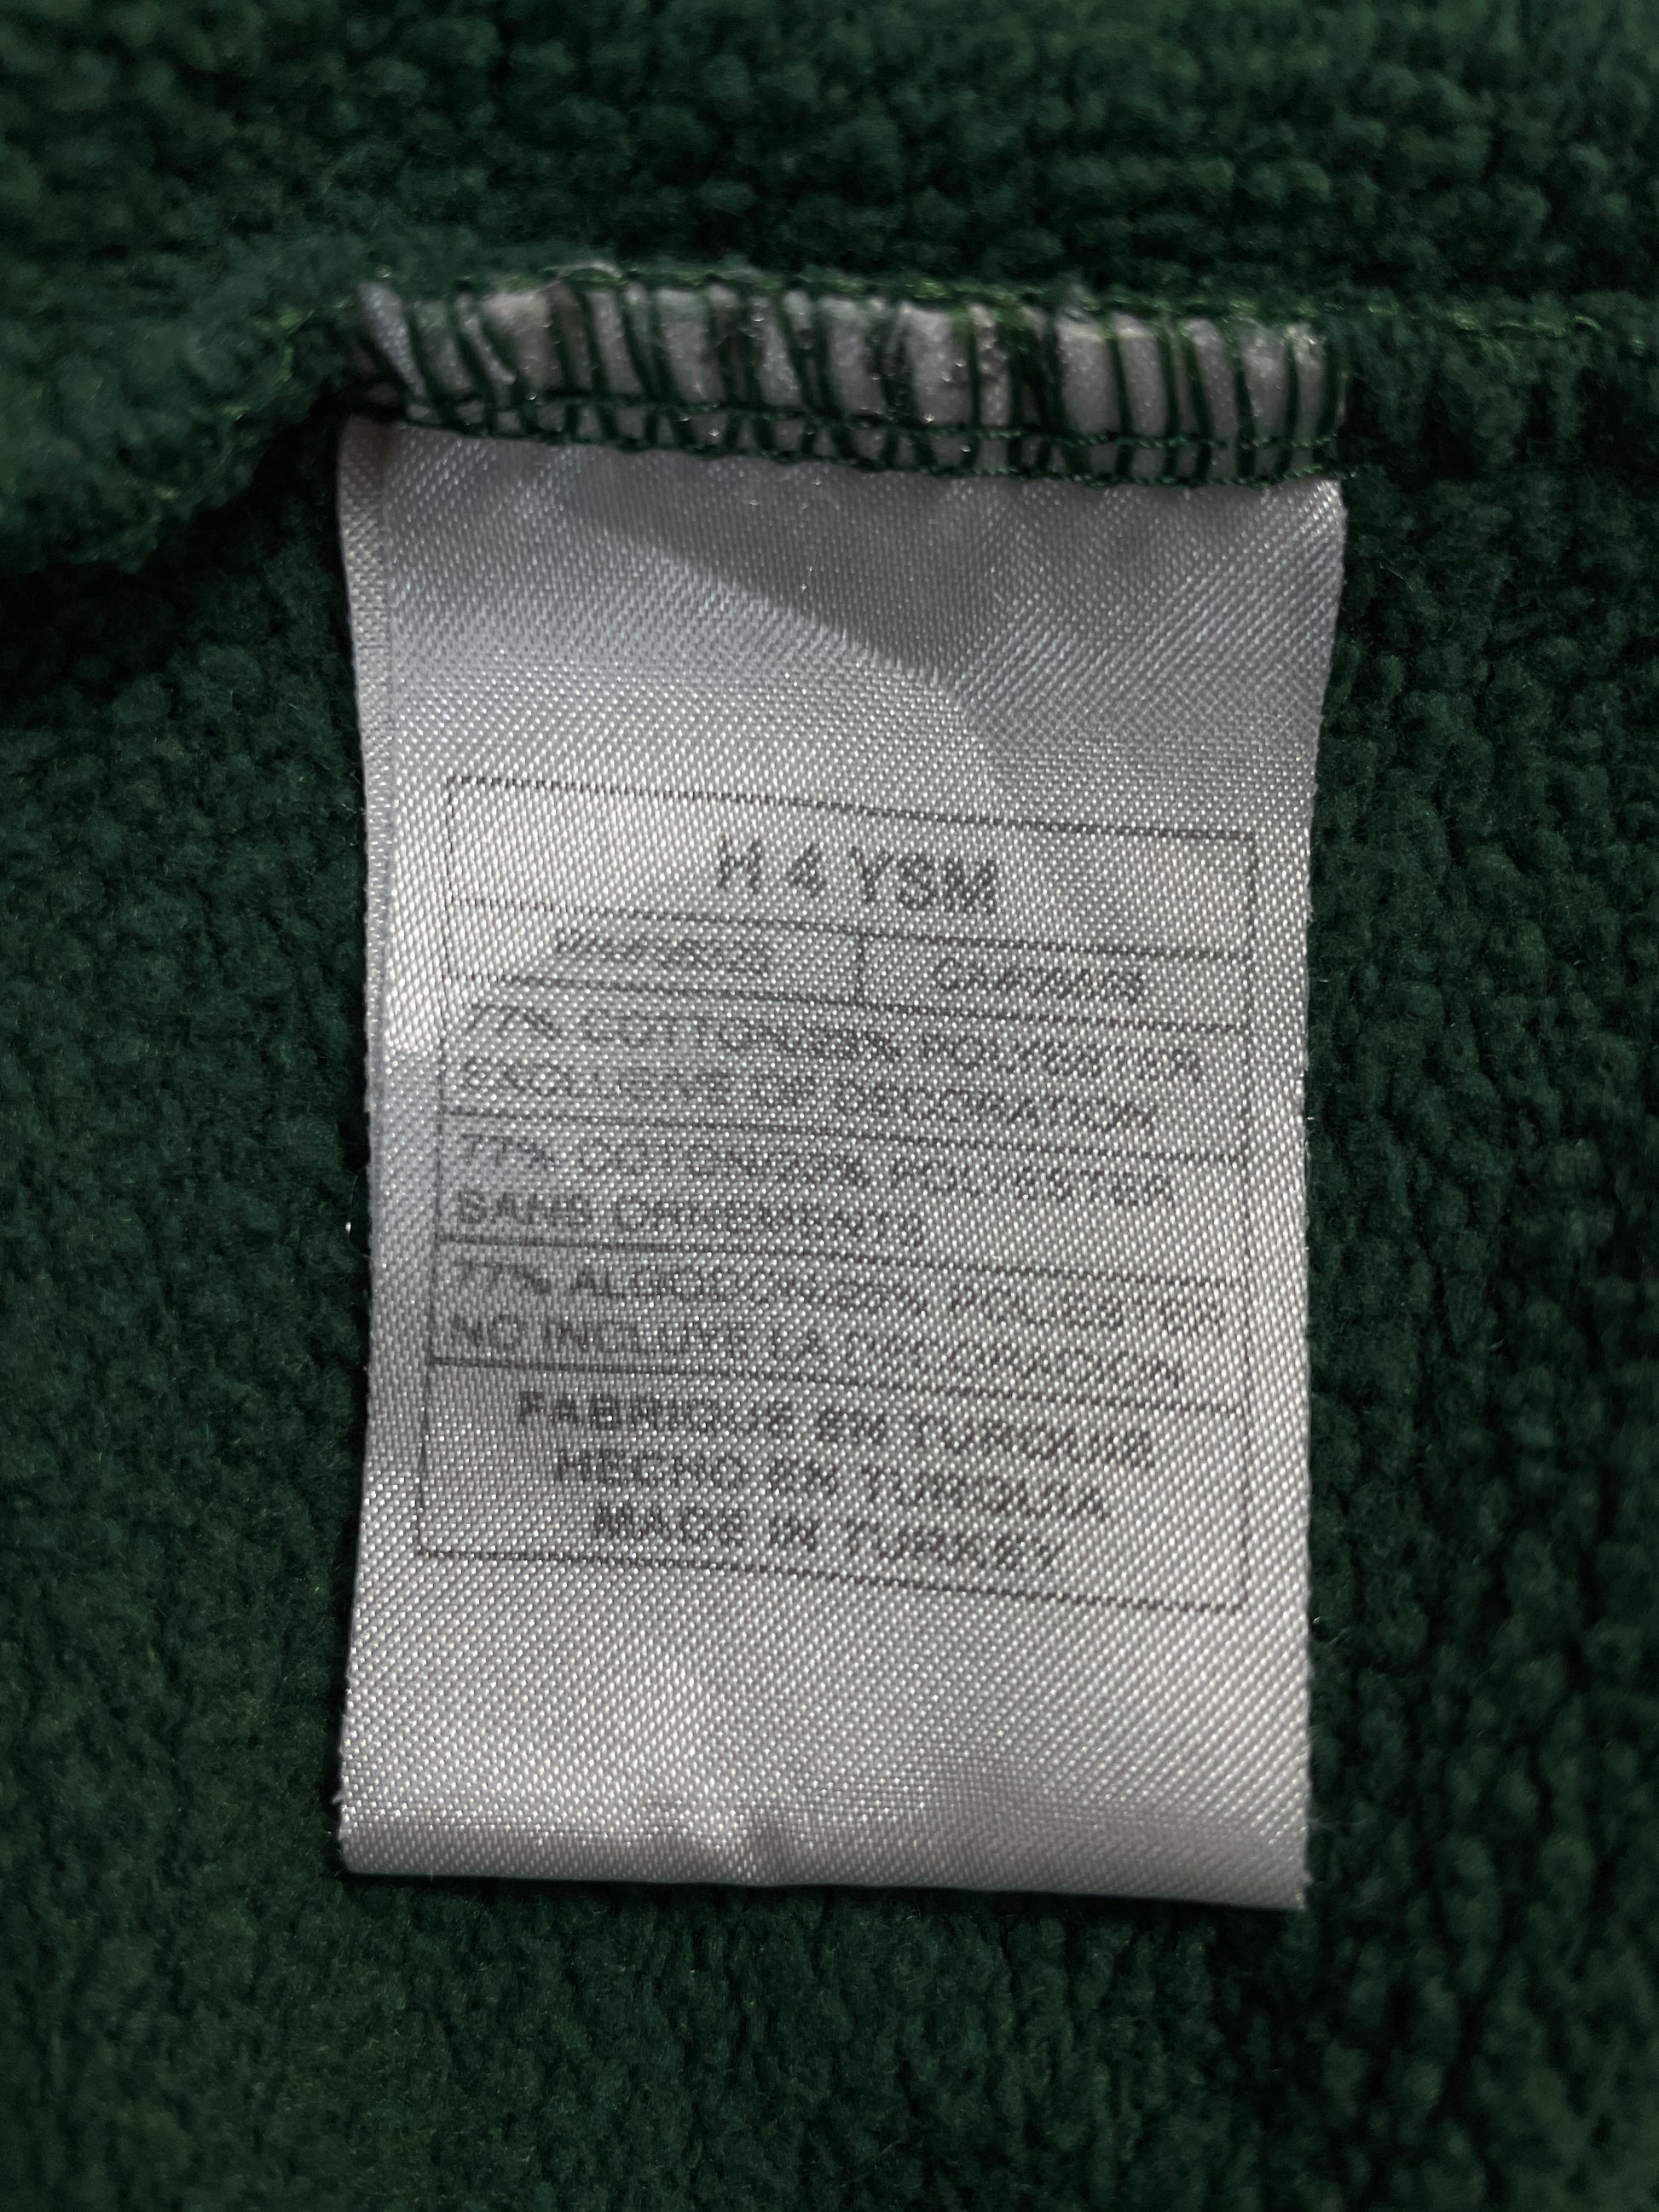 H 4 YSM
77% COTTON 23% POLYESTER
EXCLUSIVE OF DECORATION
77% COTTON 23% POLYESTER
SANS ORNEMENTS
77% ALGODON 23% POLIESTER
NO INCLUYE LA DECORACION
FABRIQUE EN TURQUIE
HECHO EN TURQUIA
MADE IN TURKEY